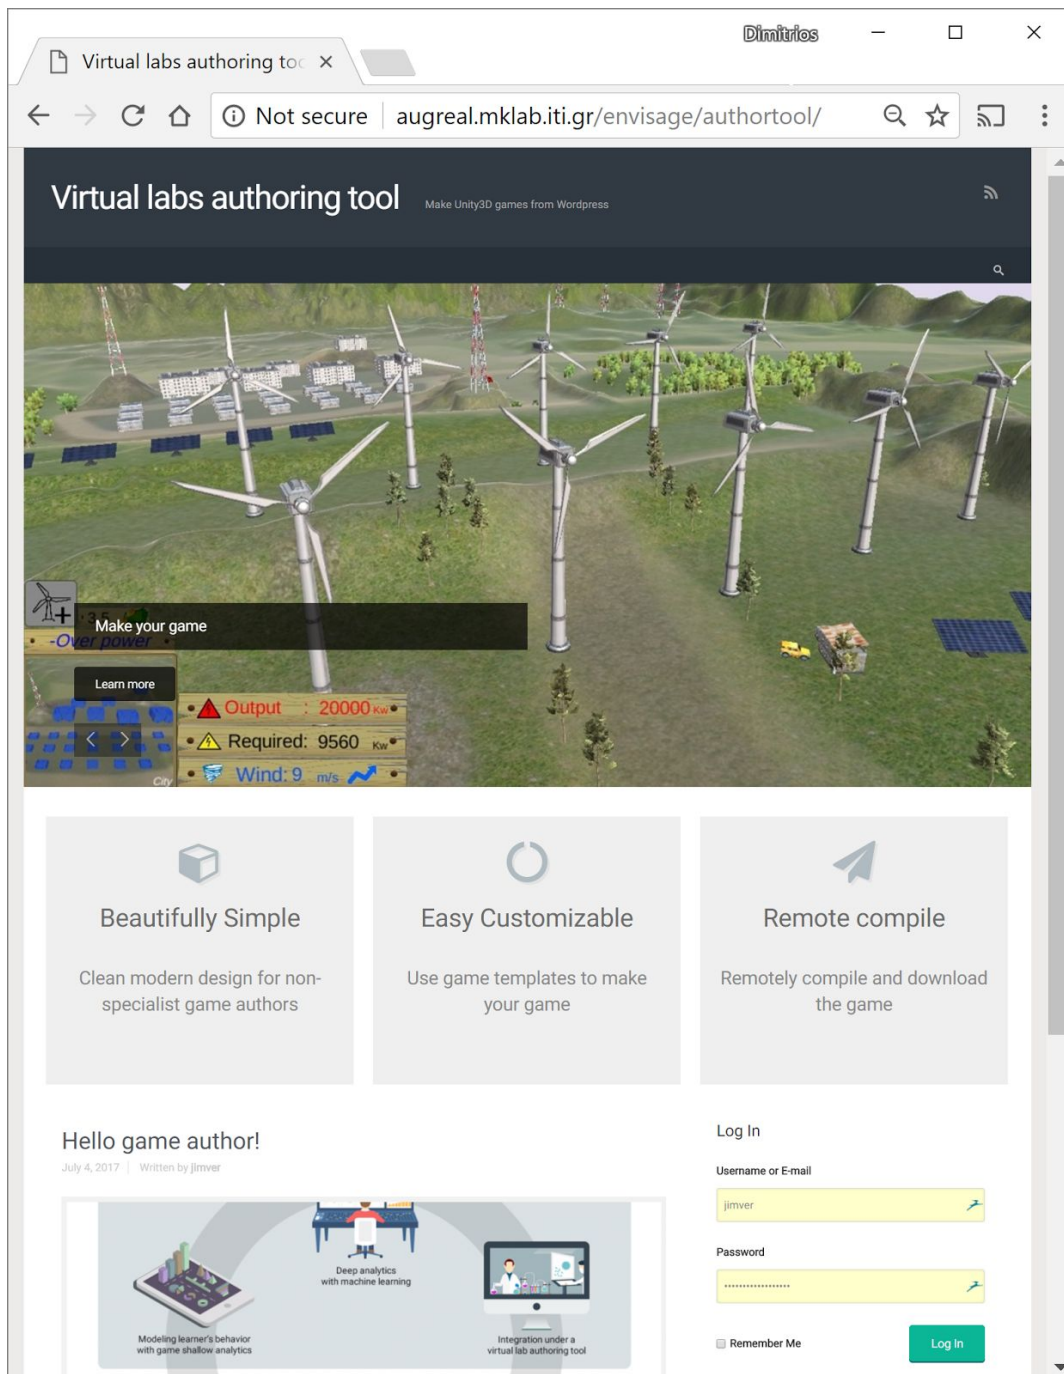 Dimitrios
Virtual labs authoring too
Not secure
augreal.mklab.iti.gr/envisage/authortool/
Virtual labs authoring tool
Make Unity3D games from Wordpress
-Over power
Make your game
Learn more
Output : 20000 Kw
Required: 9560 Kw
Wind: 9 m/s
City
Beautifully Simple
Clean modern design for non-
specialist game authors
Easy Customizable
Use game templates to make
your game
Remote compile
Remotely compile and download
the game
Hello game author!
July 4, 2017 | Written by jimver
Deep analytics
with machine learning
Modeling learner's behavior
with game shallow analytics
Integration under a
virtual lab authoring tool
Log In
Username or E-mail
jimver
Password
Remember Me
Log In